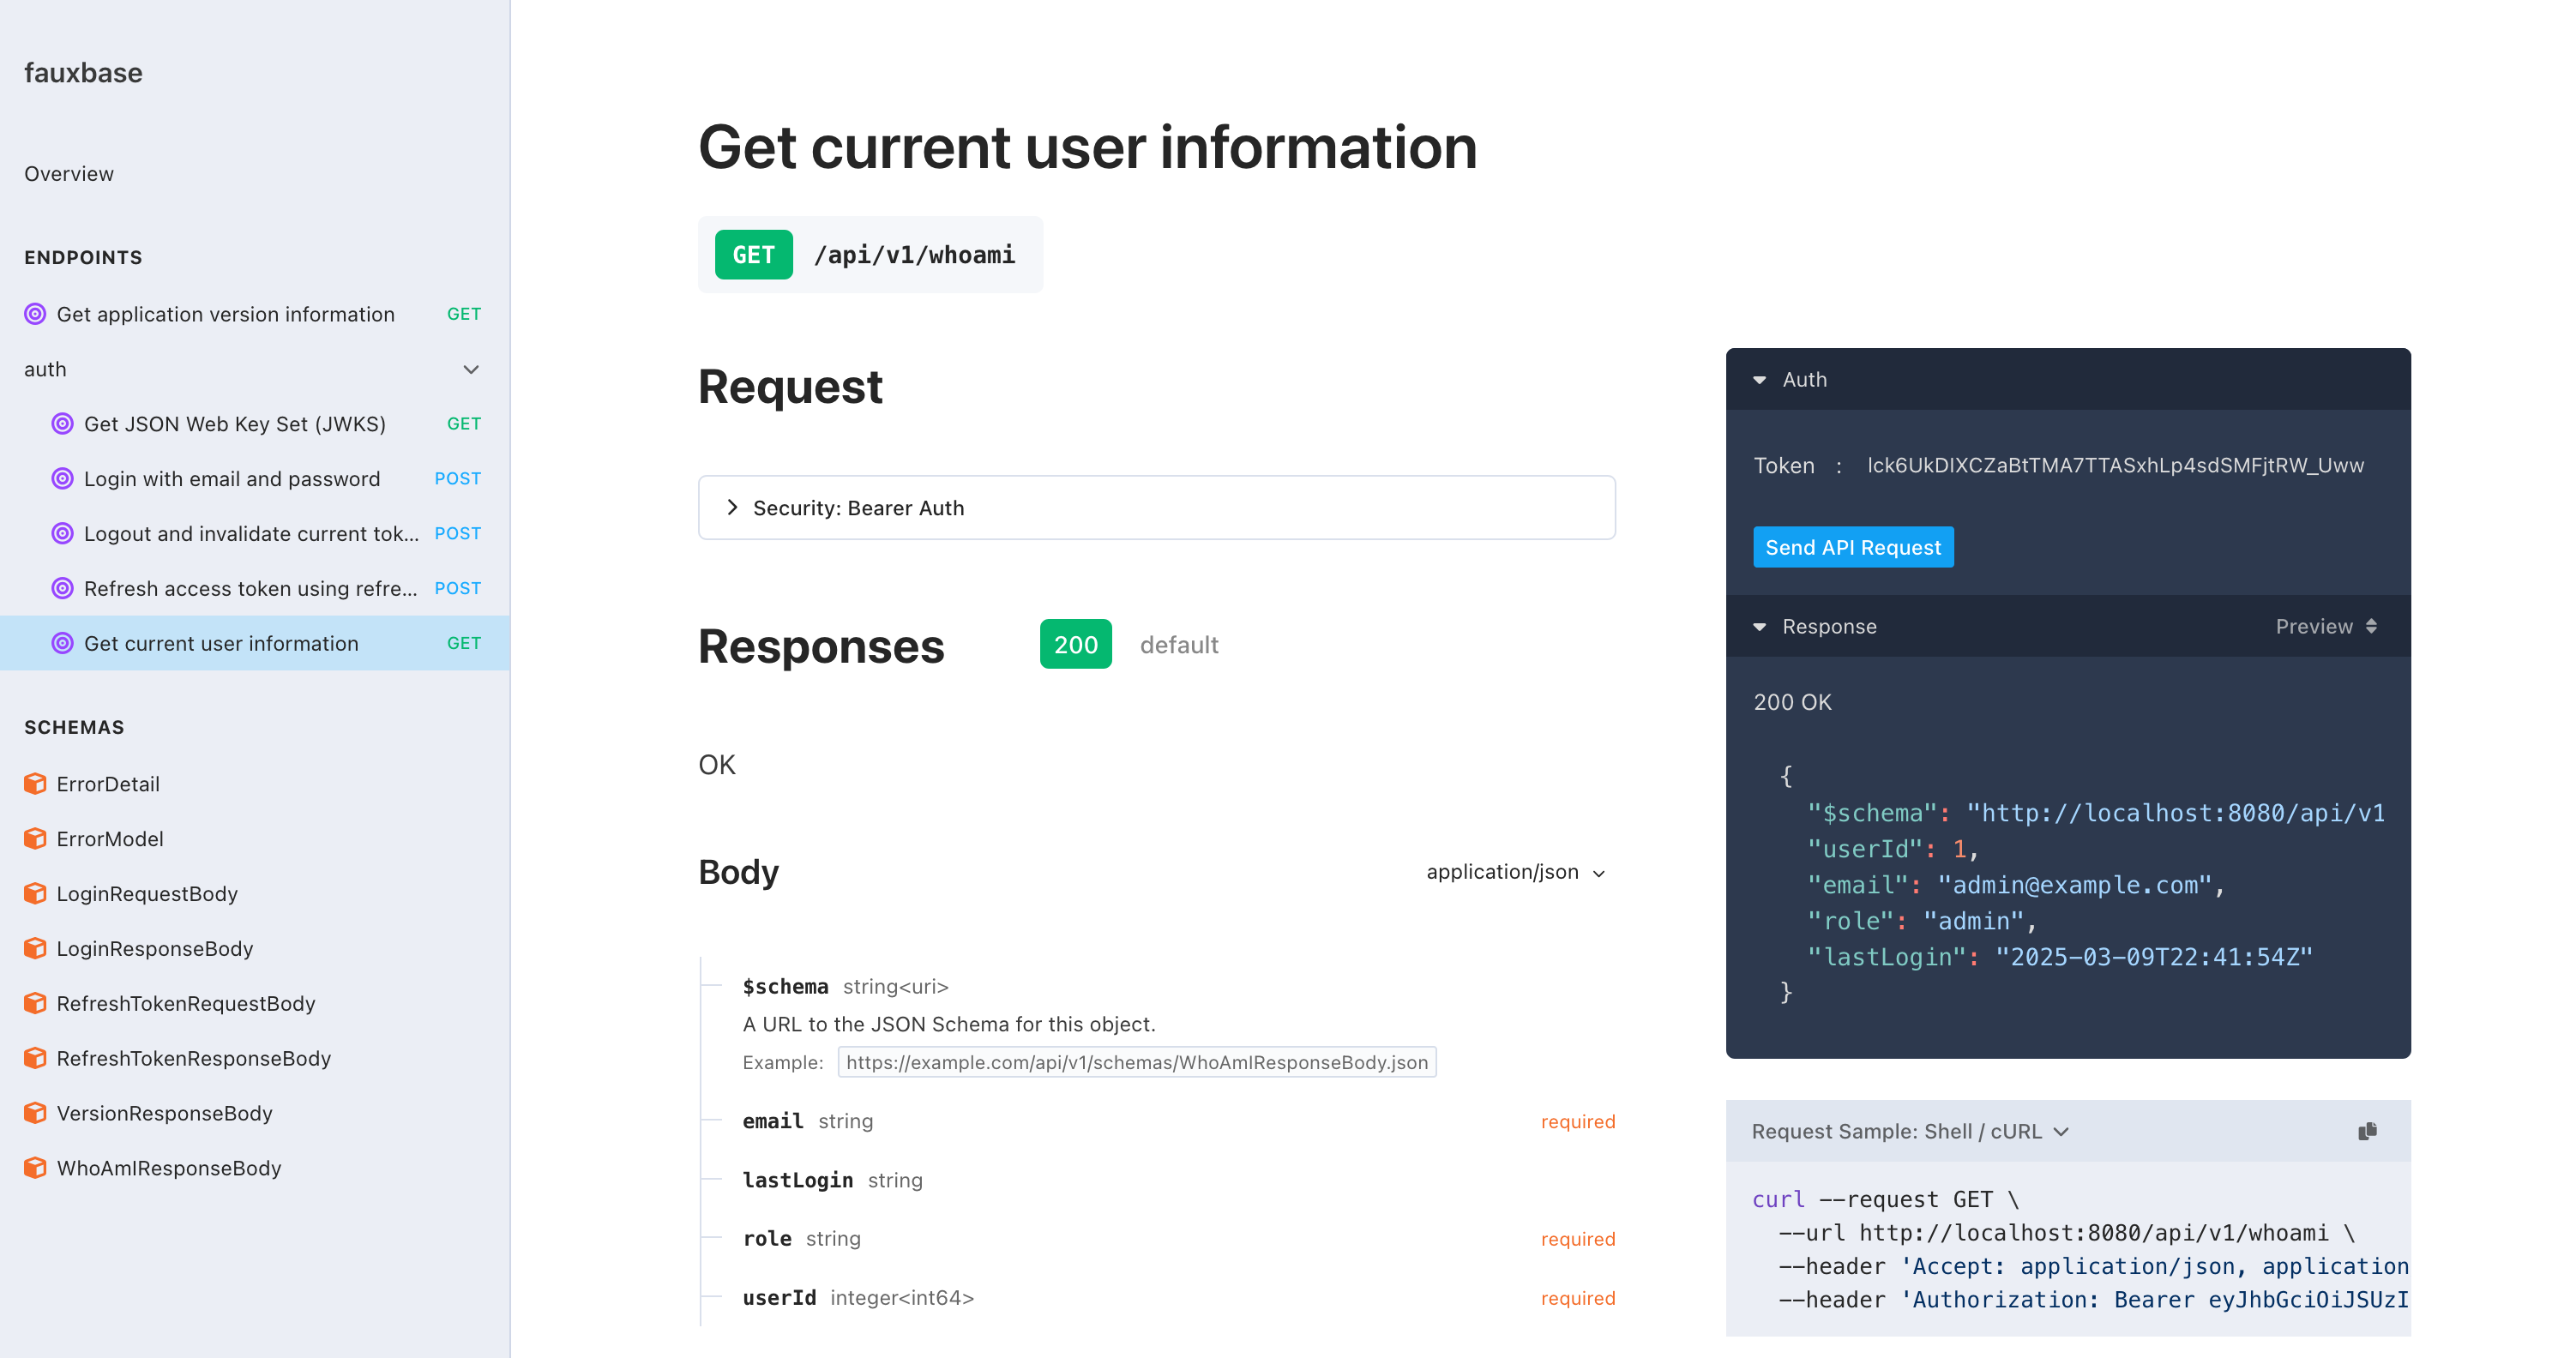 fauxbase
Overview
ENDPOINTS
Get application version information GET
auth
Get JSON Web Key Set (JWKS) GET
Login with email and password POST
Logout and invalidate current tok... POST
Refresh access token using refre... POST
Get current user information GET
SCHEMAS
ErrorDetail
ErrorModel
LoginRequestBody
LoginResponseBody
RefreshTokenRequestBody
RefreshTokenResponseBody
VersionResponseBody
WhoAmIResponseBody
Get current user information
GET /api/v1/whoami
Request
Security: Bearer Auth
Responses 200 default
OK
Body application/json
$schema string<uri>
A URL to the JSON Schema for this object.
Example: https://example.com/api/v1/schemas/WhoAmIResponseBody.json
email string required
lastLogin string
role string required
userId integer<int64> required
Auth
Token : lck6UkDIXCZaBtTMA7TTASxhLp4sdSMFjtRW_Uww
Send API Request
Response Preview
200 OK
{
"$schema": "http://localhost:8080/api/v1
"userId": 1,
"email": "admin@example.com",
"role": "admin",
"lastLogin": "2025-03-09T22:41:54Z"
}
Request Sample: Shell / cURL
curl --request GET \
--url http://localhost:8080/api/v1/whoami \
--header 'Accept: application/json, application
--header 'Authorization: Bearer eyJhbGciOiJSUzI